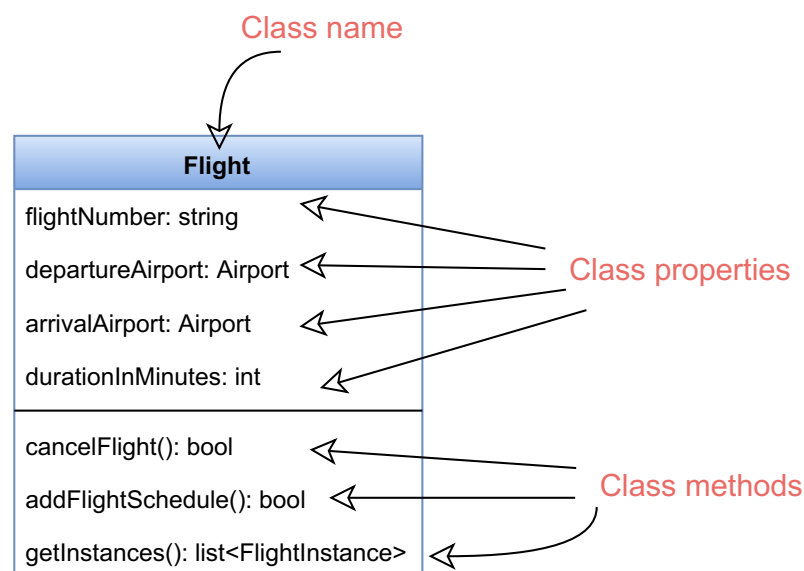 Class name
Flight
flightNumber: string
departureAirport: Airport
arrivalAirport: Airport
durationInMinutes: int
Class properties
cancelFlight(): bool
addFlightSchedule(): bool
getInstances(): list<FlightInstance>
Class methods